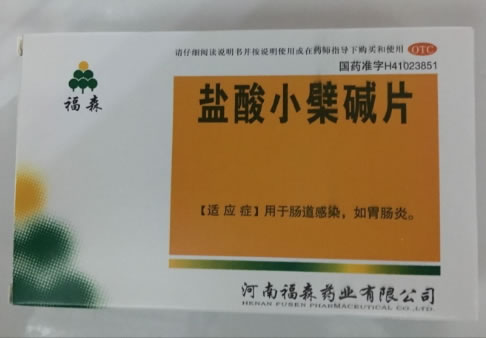 请仔细阅读说明书并按说明使用或在药师指导下购买和使用 OTC
国药准字H41023851
福森
盐酸小檗碱片
【适应症】用于肠道感染，如胃肠炎。
河南福森药业有限公司
HENAN FUSEN PHARMACEUTICAL CO.,LTD.